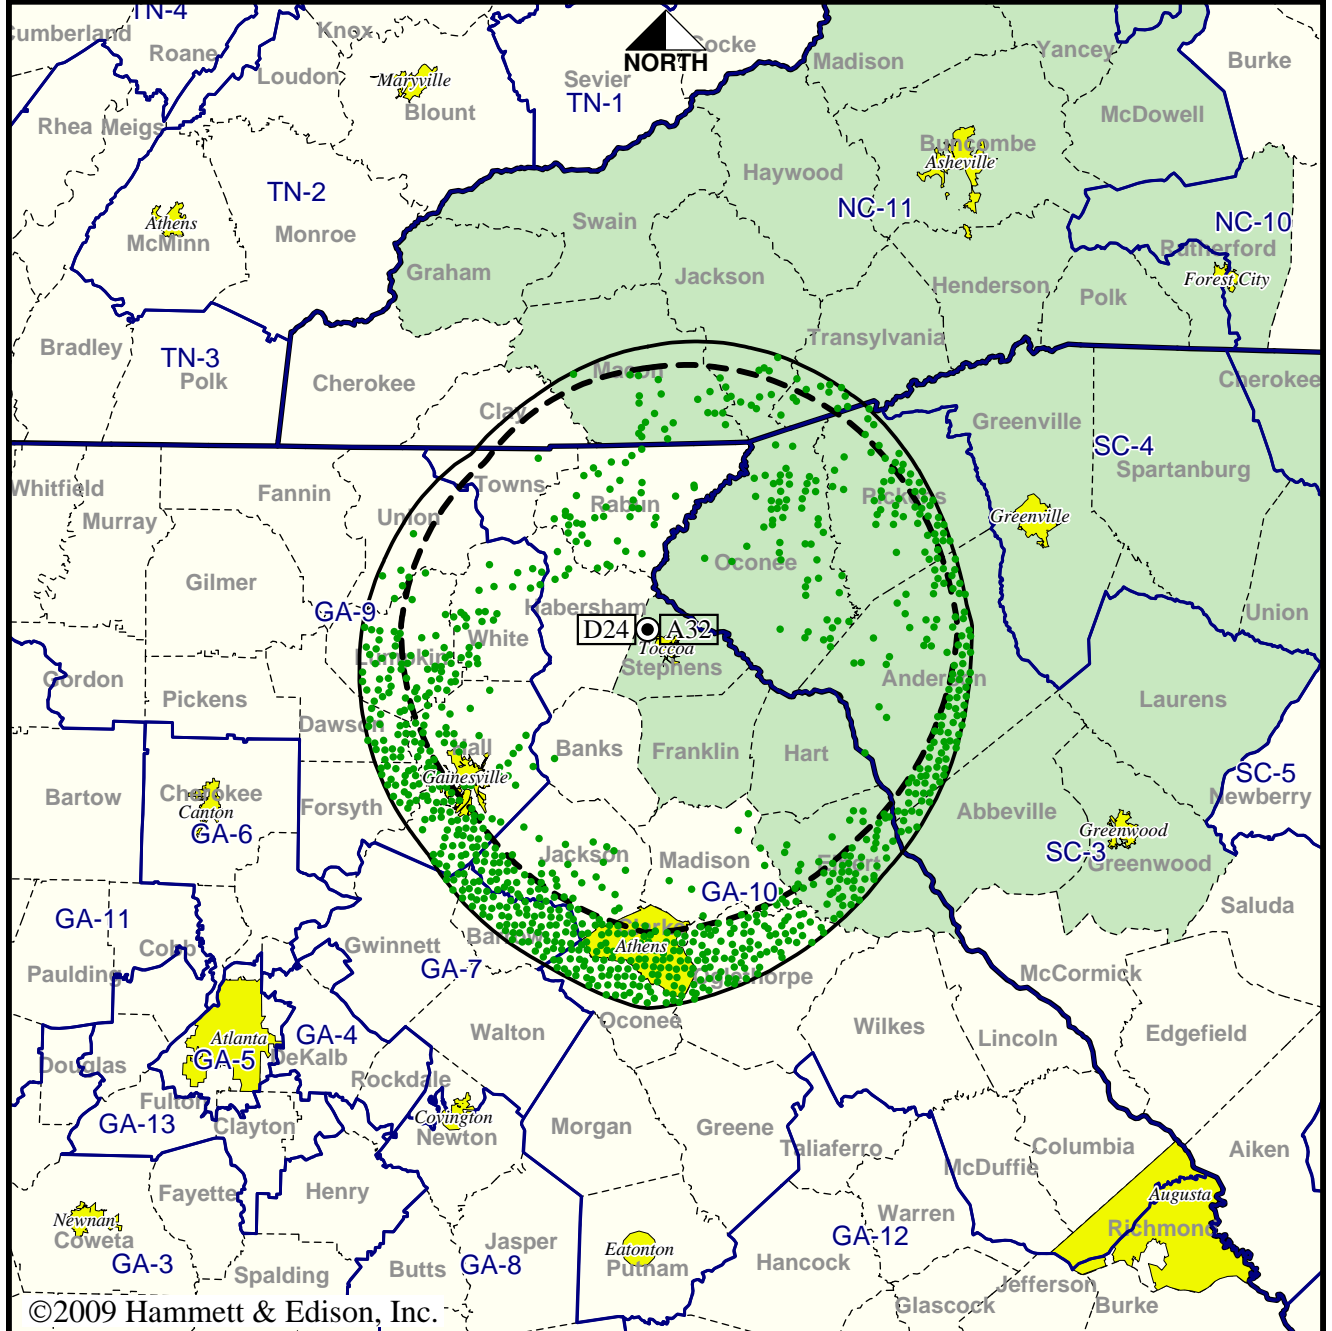 TN-4
Cumberland
Roane
Knox
Cocke
NORTH
Loudon
Maryville
Sevier
TN-1
Blount
Madison
Yancey
Burke
Rhea
Meigs
McDowell
Buncombe
Asheville
Haywood
TN-2
Athens
McMinn
Monroe
Swain
NC-11
NC-10
Rutherford
Forest City
Graham
Jackson
Henderson
Polk
Transylvania
Bradley
TN-3
Polk
Cherokee
Macon
Clay
Cherokee
Greenville
SC-4
Spartanburg
Whitfield
Murray
Fannin
Towns
Rabun
Pickens
Union
Greenville
Gilmer
Oconee
GA-9
Habersham
Union
White
D24
A32
Toccoa
Lumpkin
Stephens
Gordon
Pickens
Anderson
Laurens
Dawson
Hall
Banks
Franklin
Hart
Gainesville
SC-5
Newberry
Bartow
Cherokee
Canton
GA-6
Forsyth
Abbeville
Greenwood
SC-3
Greenwood
Jackson
Madison
Elbert
GA-10
Saluda
GA-11
Cobb
Gwinnett
Barrow
Clarke
Athens
GA-7
Paulding
Oglethorpe
McCormick
Oconee
Walton
Wilkes
Lincoln
Edgefield
Atlanta
GA-5
GA-4
DeKalb
Douglas
Rockdale
Fulton
GA-13
Clayton
Covington
Newton
Morgan
Greene
Taliaferro
Columbia
McDuffie
Aiken
Fayette
Henry
Augusta
Richmond
Newnan
Coweta
GA-3
Warren
GA-12
Jasper
GA-8
Eatonton
Putnam
Hancock
Spalding
Butts
Jefferson
Glascock
Burke
©2009 Hammett & Edison, Inc.